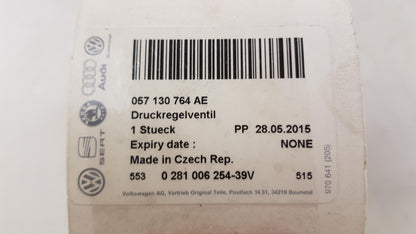 057 130 764 AE
Druckregelventil
1 Stueck PP 28.05.2015
Expiry date : NONE
Made in Czech Rep.
553 0 281 006 254-39V 515
Volkswagen AG, Vertrieb Original Teile, Postfach 14 51, 34219 Baunatal
970 641 (205)
Audi
SEAT